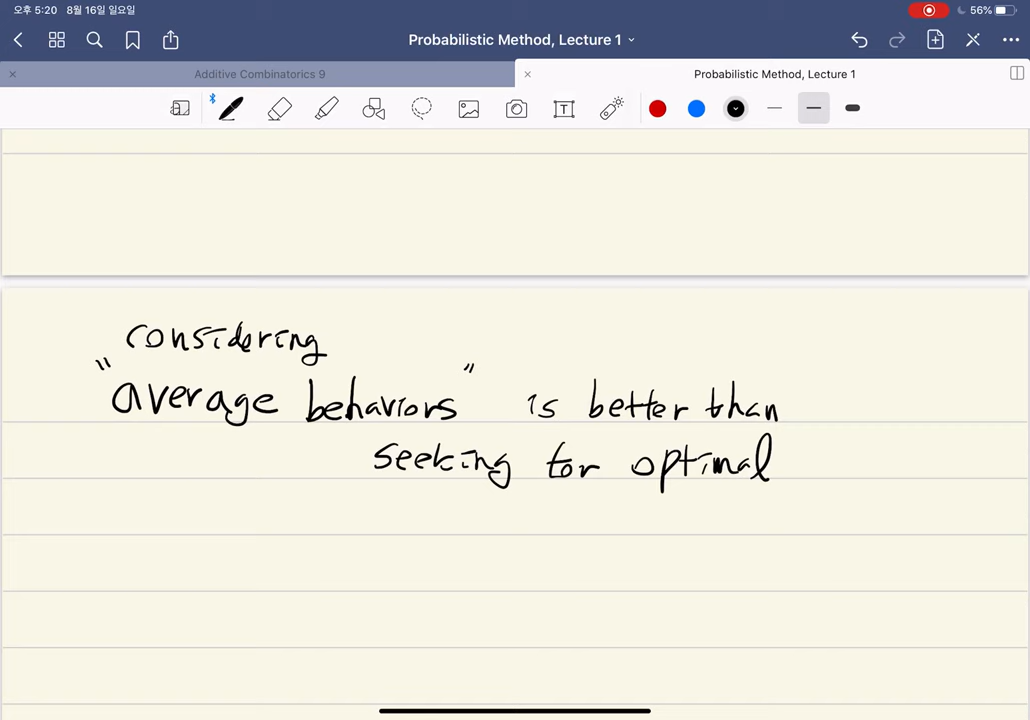 오후 5:20 8월 16일 일요일
56%
Probabilistic Method, Lecture 1
Additive Combinatorics 9
Probabilistic Method, Lecture 1
considering
"average behaviors" is better than
seeking for optimal